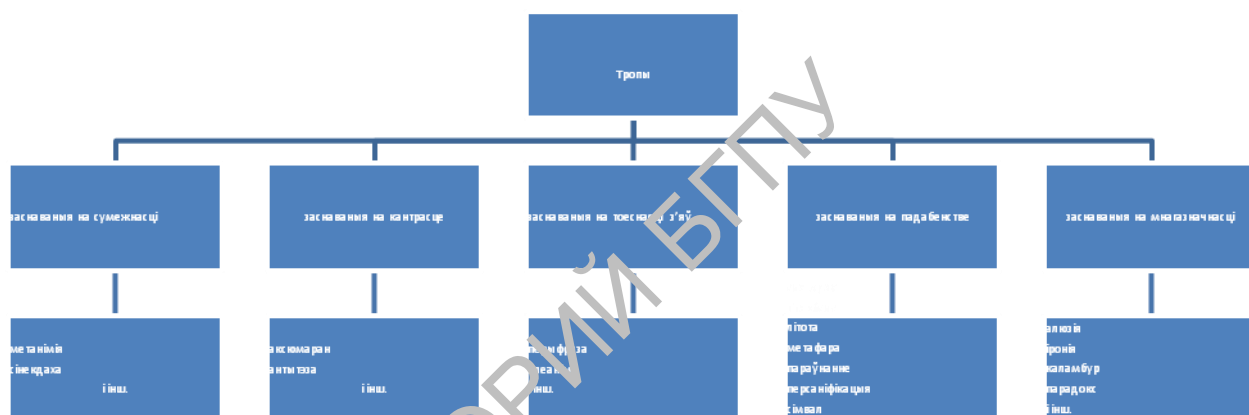 Тропы
заснаваныя на сумежнасці
заснаваныя на кантрасце
заснаваныя на тоеснасці з’яў
заснаваныя на падабенстве
заснаваныя на многазначнасці
метанімія
сінекдаха
і інш.
аксюмаран
антытэза
і інш.
і інш.
літота
метафара
параўнанне
персаніфікацыя
сімвал
алюзія
іронія
каламбур
парадокс
і інш.
БГПУ